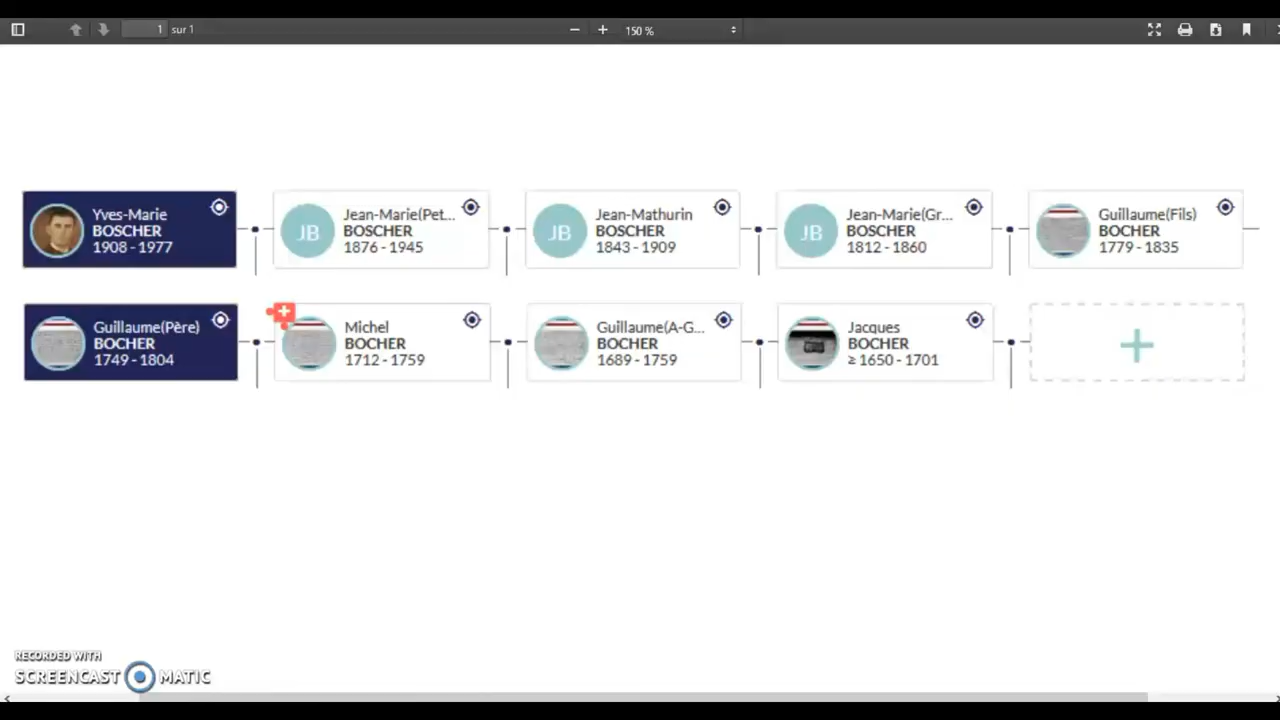 1 sur 1
150 %
Yves-Marie
BOSCHER
1908 - 1977
JB
Jean-Marie(Pet...
BOSCHER
1876 - 1945
JB
Jean-Mathurin
BOSCHER
1843 - 1909
JB
Jean-Marie(Gr...
BOSCHER
1812 - 1860
Guillaume(Fils)
BOCHER
1779 - 1835
Guillaume(Père)
BOCHER
1749 - 1804
Michel
BOCHER
1712 - 1759
Guillaume(A-G...
BOCHER
1689 - 1759
Jacques
BOCHER
≥ 1650 - 1701
RECORDED WITH
SCREENCAST MATIC